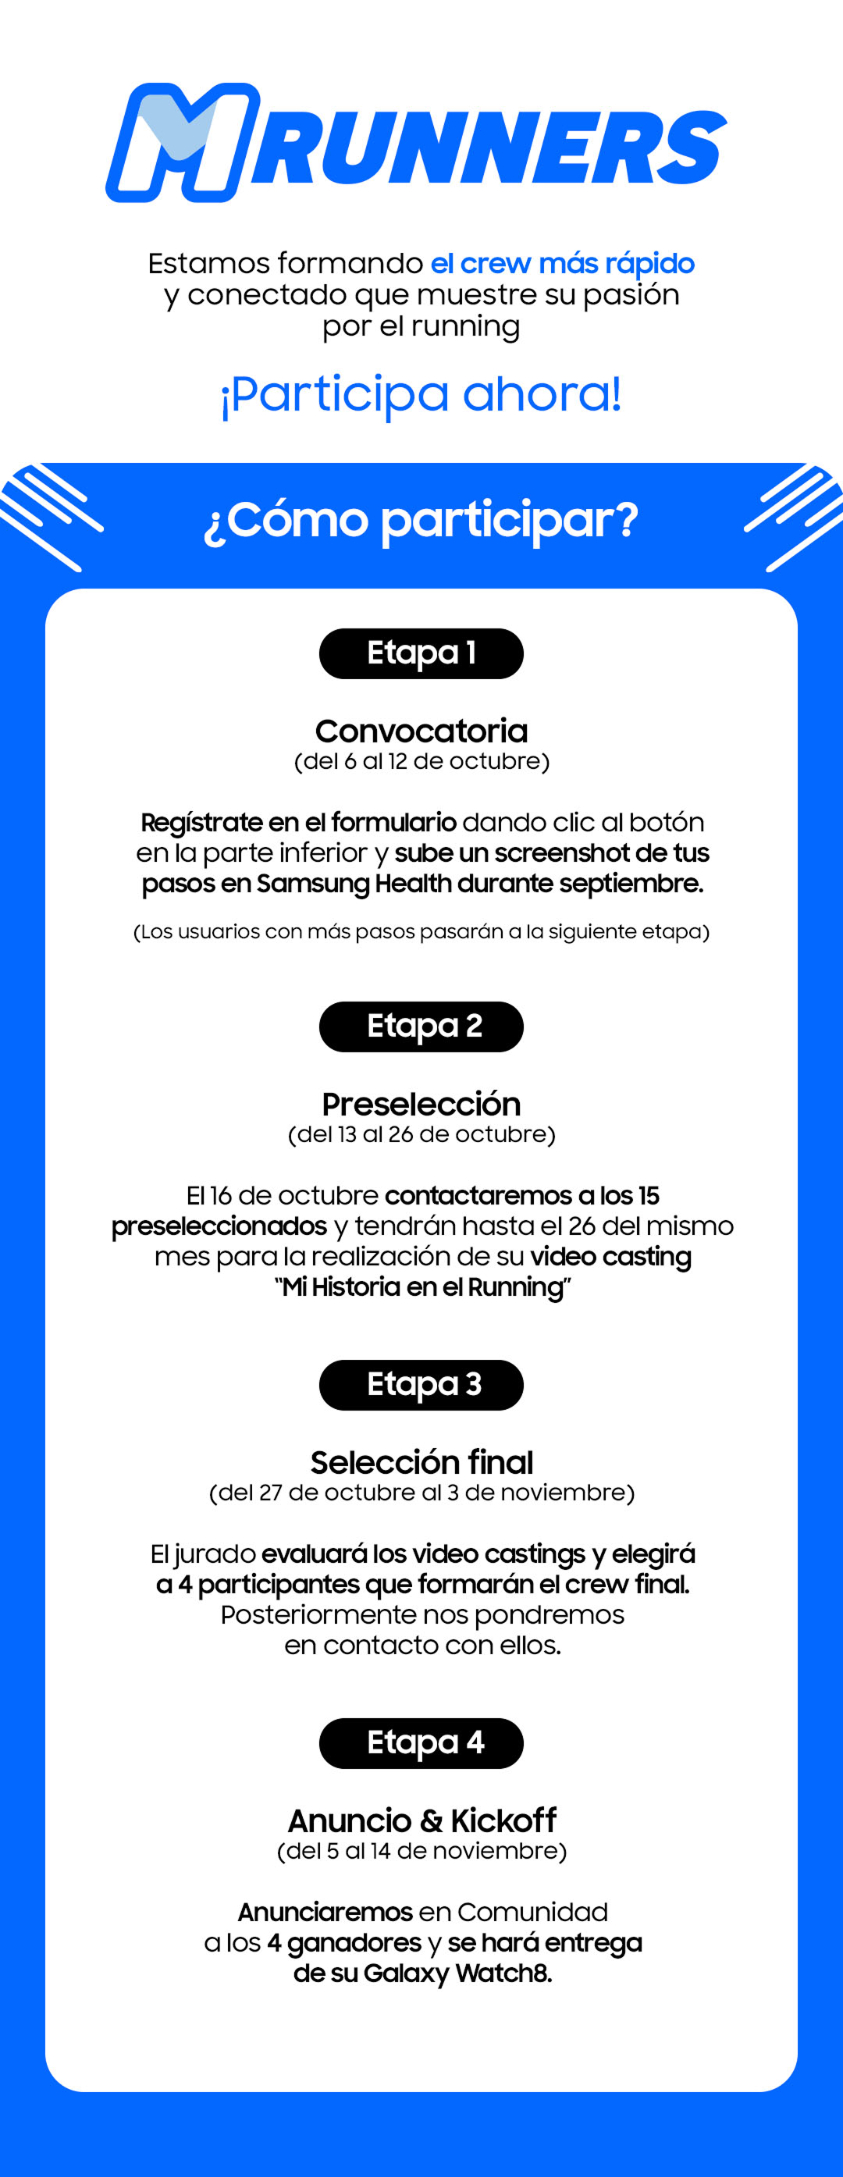 M RUNNERS
Estamos formando el crew más rápido
y conectado que muestre su pasión
por el running
¡Participa ahora!
¿Cómo participar?
Etapa 1
Convocatoria
(del 6 al 12 de octubre)
Regístrate en el formulario dando clic al botón
en la parte inferior y sube un screenshot de tus
pasos en Samsung Health durante septiembre.
(Los usuarios con más pasos pasarán a la siguiente etapa)
Etapa 2
Preselección
(del 13 al 26 de octubre)
El 16 de octubre contactaremos a los 15
preseleccionados y tendrán hasta el 26 del mismo
mes para la realización de su video casting
“Mi Historia en el Running”
Etapa 3
Selección final
(del 27 de octubre al 3 de noviembre)
El jurado evaluará los video castings y elegirá
a 4 participantes que formarán el crew final.
Posteriormente nos pondremos
en contacto con ellos.
Etapa 4
Anuncio & Kickoff
(del 5 al 14 de noviembre)
Anunciaremos en Comunidad
a los 4 ganadores y se hará entrega
de su Galaxy Watch8.